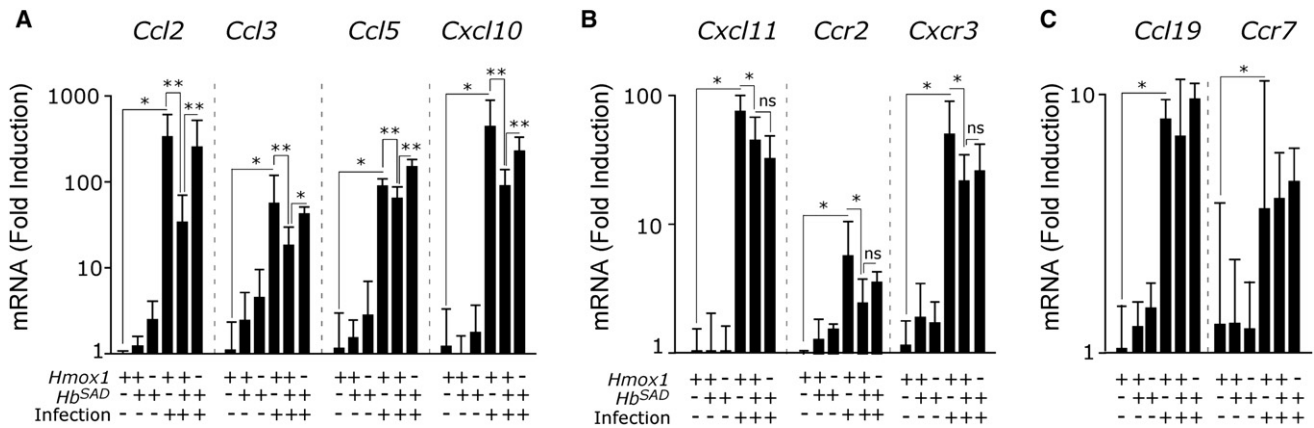 A
Ccl2 Ccl3 Ccl5 Cxcl10
mRNA (Fold Induction)
1000
100
10
1
* ** **
* ** *
* ** **
* ** **
Hmox1 ++- ++- ++- ++- ++- ++- ++- ++-
HbSAD -++ -++ -++ -++ -++ -++ -++ -++
Infection --- +++ --- +++ --- +++ --- +++
B
Cxcl11 Ccr2 Cxcr3
mRNA (Fold Induction)
100
10
1
* * ns
* * ns
* * ns
Hmox1 ++- ++- ++- ++- ++- ++-
HbSAD -++ -++ -++ -++ -++ -++
Infection --- +++ --- +++ --- +++
C
Ccl19 Ccr7
mRNA (Fold Induction)
10
1
*
*
++- ++- ++- ++-
-++ -++ -++ -++
--- +++ --- +++